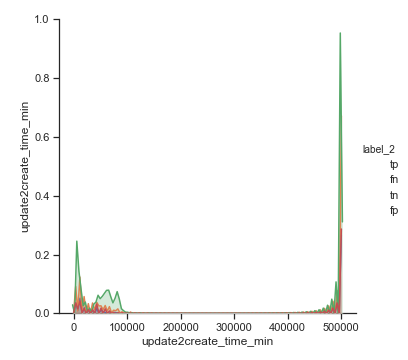 1.0
0.8
0.6
0.4
0.2
0.0
update2create_time_min
0
100000
200000
300000
400000
500000
update2create_time_min
label_2
tp
fn
tn
fp